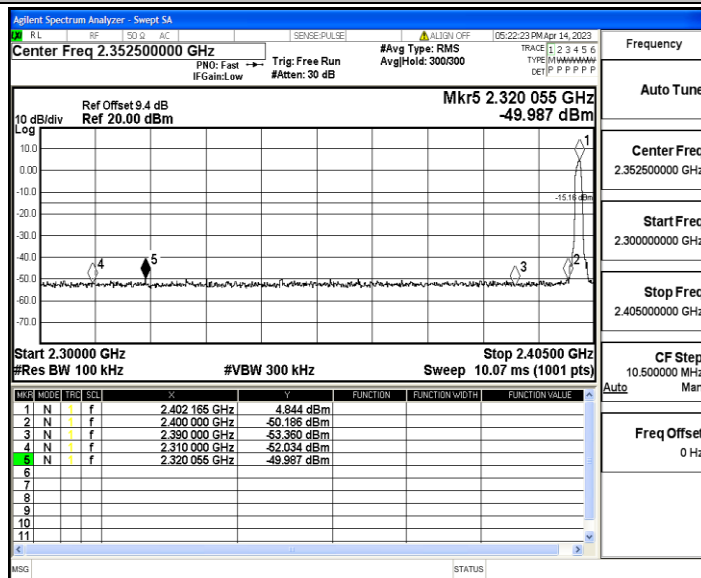 Agilent Spectrum Analyzer - Swept SA
RL RF 50 Ω AC SENSE:PULSE ALIGN OFF 05:22:23 PM Apr 14, 2023
Center Freq 2.352500000 GHz
PNO: Fast
IFGain:Low
Trig: Free Run
#Atten: 30 dB
#Avg Type: RMS
Avg|Hold: 300/300
TRACE 1 2 3 4 5 6
TYPE M
DET P P P P P P
Frequency
Auto Tune
Center Freq
2.352500000 GHz
Start Freq
2.300000000 GHz
Stop Freq
2.405000000 GHz
CF Step
10.500000 MHz
Auto Man
Freq Offset
0 Hz
Mkr5 2.320 055 GHz
-49.987 dBm
Ref Offset 9.4 dB
10 dB/div Ref 20.00 dBm
Log
10.0
0.00
-10.0
-20.0
-30.0
-40.0
-50.0
-60.0
-70.0
1
-15.16 dBm
4
5
3
2
Start 2.30000 GHz Stop 2.40500 GHz
#Res BW 100 kHz #VBW 300 kHz Sweep 10.07 ms (1001 pts)
MKR MODE TRC SCL X Y FUNCTION FUNCTION WIDTH FUNCTION VALUE
1 N 1 f 2.402 165 GHz 4.844 dBm
2 N 1 f 2.400 000 GHz -50.186 dBm
3 N 1 f 2.390 000 GHz -53.360 dBm
4 N 1 f 2.310 000 GHz -52.034 dBm
5 N 1 f 2.320 055 GHz -49.987 dBm
6
7
8
9
10
11
MSG STATUS